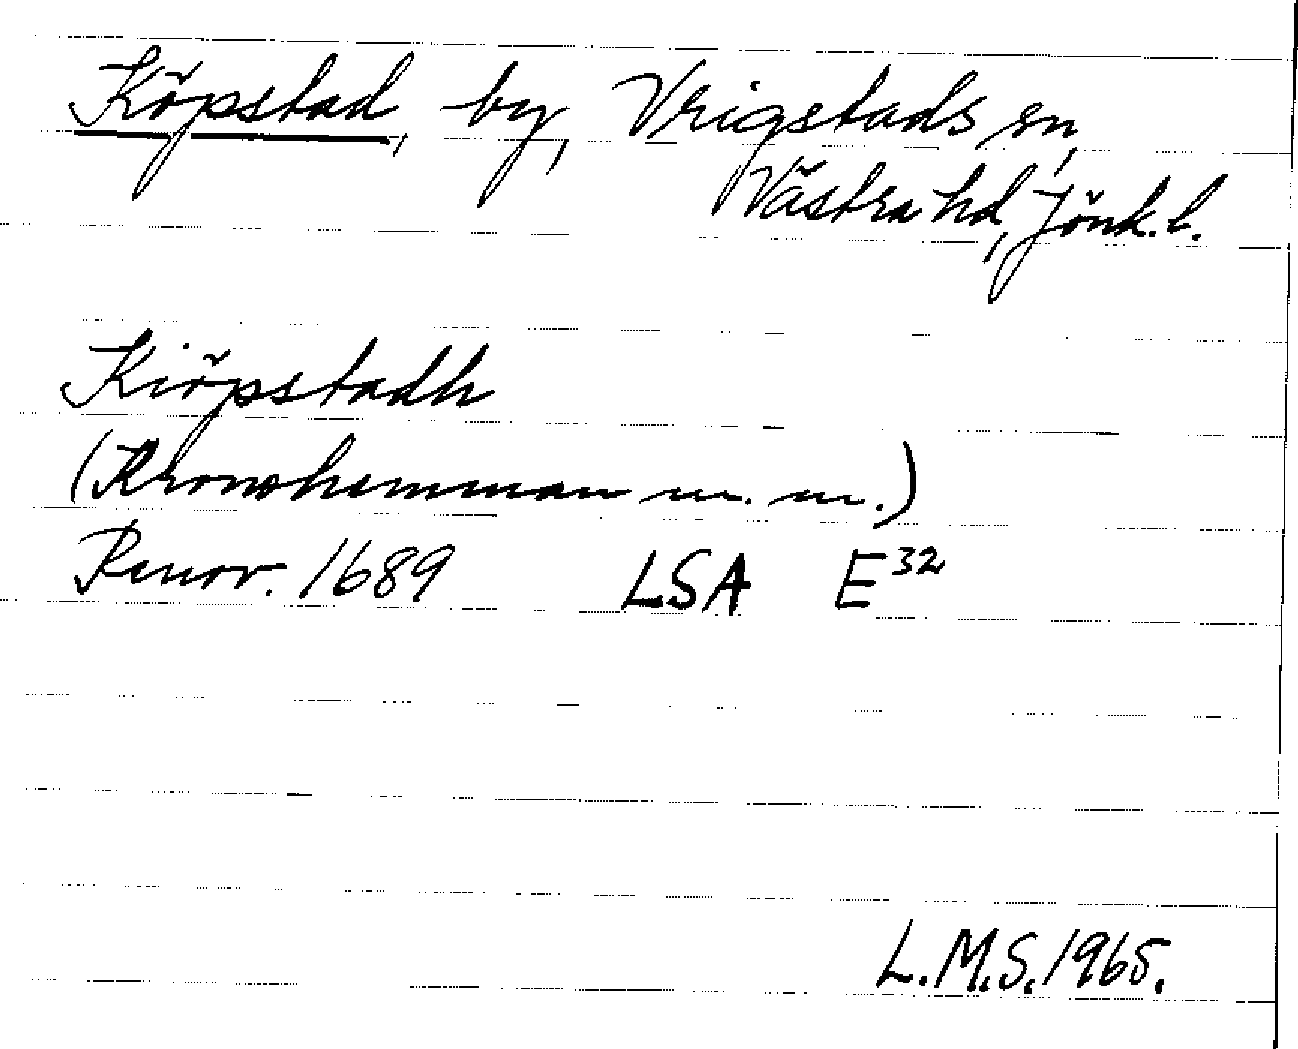 Köpstad, by, Vrigstads sn,
Västra hd, Jönk. l.
Kiöpstadh
(Kronohemman m. m.)
Renov. 1689 LSA E³²
L.M.S. 1965.